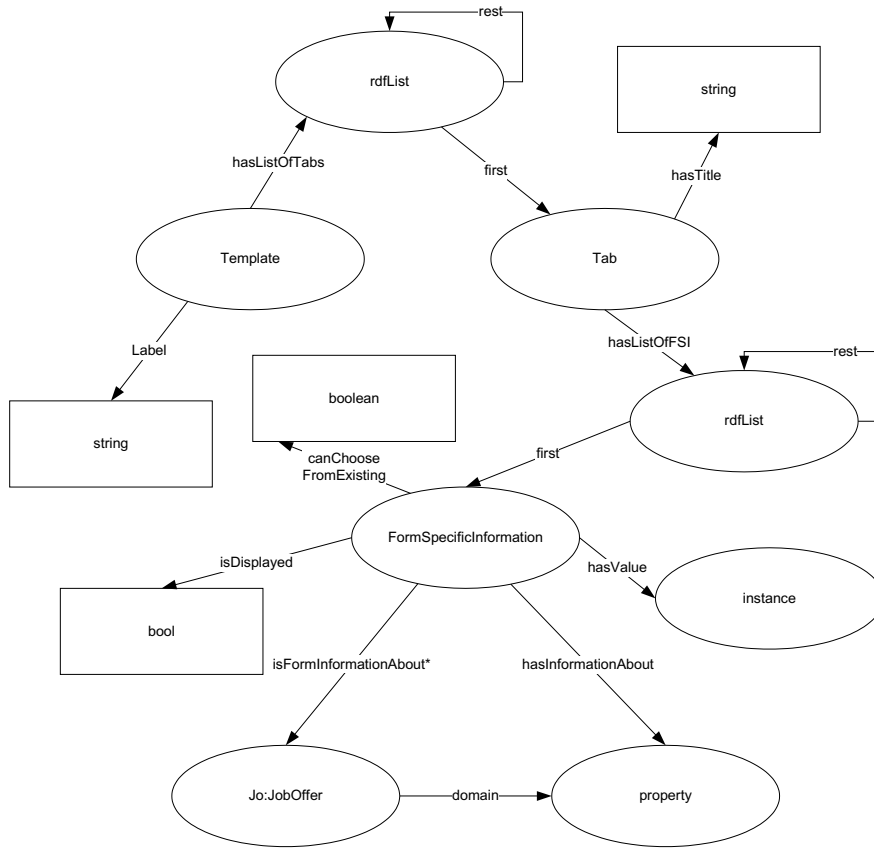 rest
rdfList
string
hasListOfTabs
first
hasTitle
Template
Tab
Label
hasListOfFSI
rest
boolean
rdfList
string
canChoose
FromExisting
first
FormSpecificInformation
isDisplayed
hasValue
instance
bool
isFormInformationAbout*
hasInformationAbout
Jo:JobOffer
domain
property